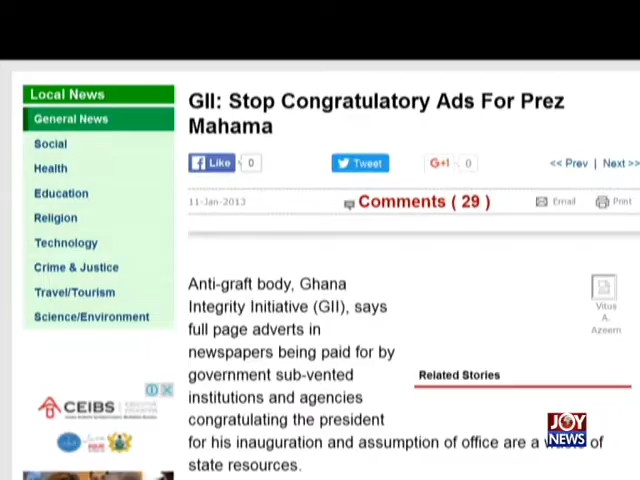 Local News
General News
Social
Health
Education
Religion
Technology
Crime & Justice
Travel/Tourism
Science/Environment
CEIBS
GII: Stop Congratulatory Ads For Prez
Mahama
Like 0
Tweet
G+1 0
<< Prev | Next >>
11-Jan-2013
Comments ( 29 )
Email
Print
Anti-graft body, Ghana
Integrity Initiative (GII), says
full page adverts in
newspapers being paid for by
government sub-vented
institutions and agencies
congratulating the president
for his inauguration and assumption of office are a of
state resources.
Vitus
A.
Azeem
Related Stories
JOY
NEWS